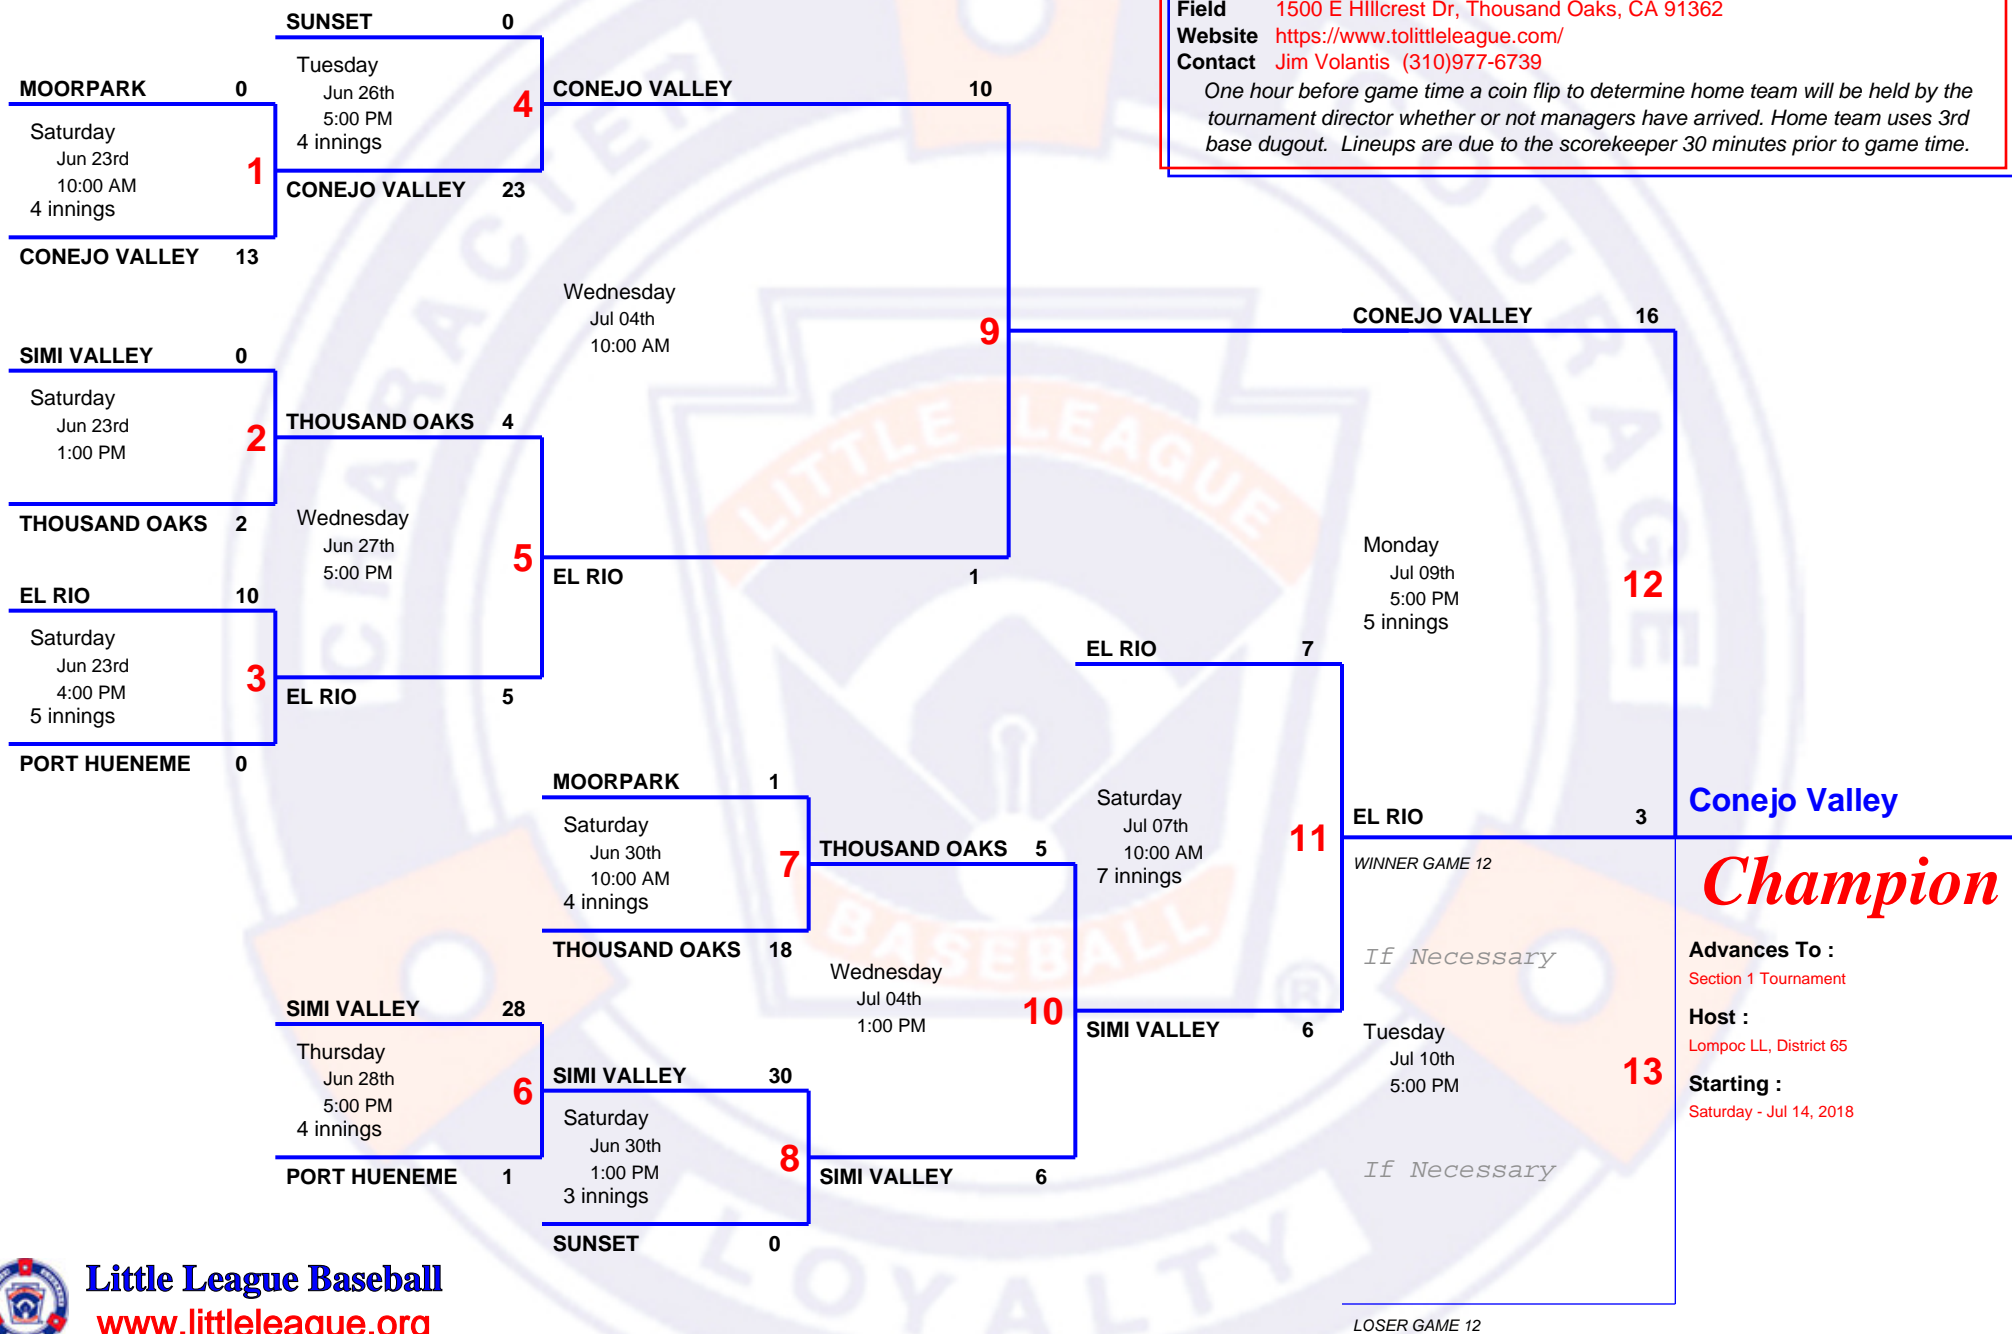 Field 1500 E HIllcrest Dr, Thousand Oaks, CA 91362
Website https://www.tolittleleague.com/
Contact Jim Volantis (310)977-6739
One hour before game time a coin flip to determine home team will be held by the
tournament director whether or not managers have arrived. Home team uses 3rd
base dugout. Lineups are due to the scorekeeper 30 minutes prior to game time.
MOORPARK 0
Saturday
Jun 23rd
10:00 AM
4 innings
1
CONEJO VALLEY 13
SIMI VALLEY 0
Saturday
Jun 23rd
1:00 PM
2
THOUSAND OAKS 2
EL RIO 10
Saturday
Jun 23rd
4:00 PM
5 innings
3
PORT HUENEME 0
SUNSET 0
Tuesday
Jun 26th
5:00 PM
4 innings
4
CONEJO VALLEY 23
THOUSAND OAKS 4
Wednesday
Jun 27th
5:00 PM
5
EL RIO 5
SIMI VALLEY 28
Thursday
Jun 28th
5:00 PM
4 innings
6
PORT HUENEME 1
MOORPARK 1
Saturday
Jun 30th
10:00 AM
4 innings
7
THOUSAND OAKS 18
SIMI VALLEY 30
Saturday
Jun 30th
1:00 PM
3 innings
8
SUNSET 0
CONEJO VALLEY 10
Wednesday
Jul 04th
10:00 AM
9
EL RIO 1
THOUSAND OAKS 5
Wednesday
Jul 04th
1:00 PM
10
SIMI VALLEY 6
EL RIO 7
Saturday
Jul 07th
10:00 AM
7 innings
11
SIMI VALLEY 6
CONEJO VALLEY 16
Monday
Jul 09th
5:00 PM
5 innings
12
EL RIO 3
WINNER GAME 12
If Necessary
Tuesday
Jul 10th
5:00 PM
13
If Necessary
LOSER GAME 12
Conejo Valley
Champion
Advances To :
Section 1 Tournament
Host :
Lompoc LL, District 65
Starting :
Saturday - Jul 14, 2018
Little League Baseball
www.littleleague.org
CHARACTER
COURAGE
LOYALTY
LITTLE LEAGUE
BASEBALL
®